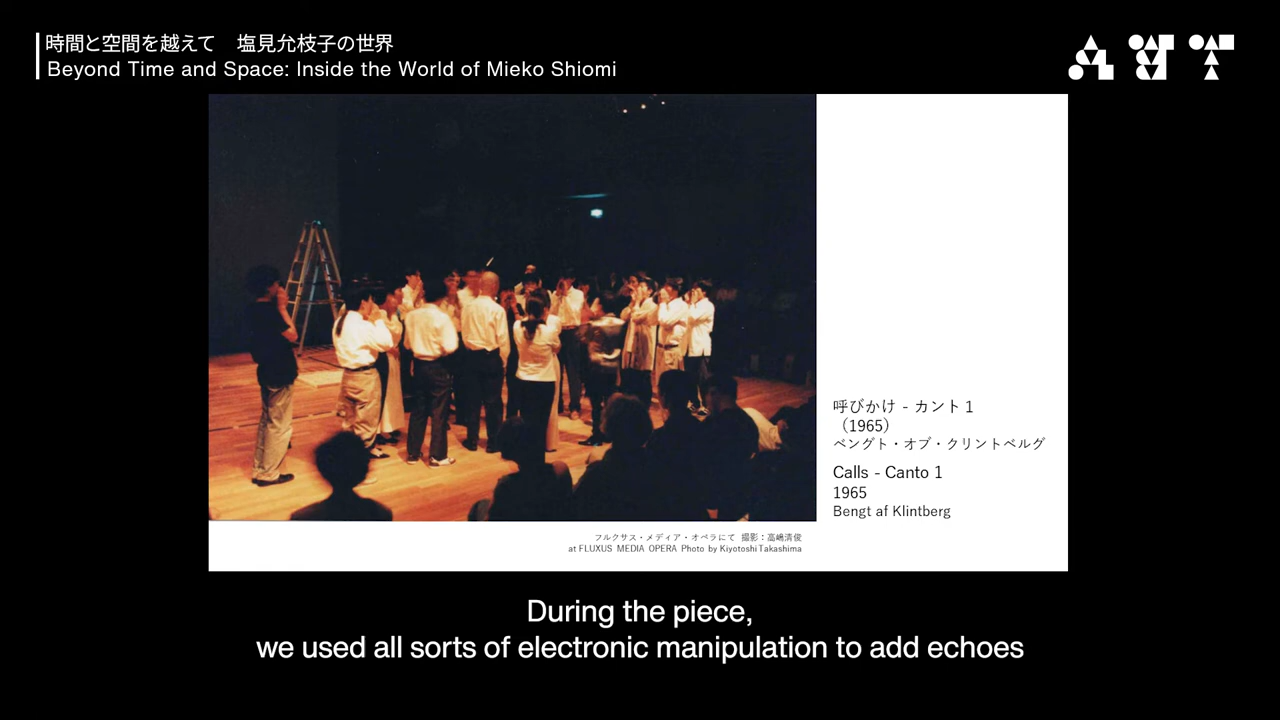 時間と空間を越えて　塩見允枝子の世界
Beyond Time and Space: Inside the World of Mieko Shiomi
AYT
呼びかけ - カント 1
（1965）
ベングト・オブ・クリントベルグ
Calls - Canto 1
1965
Bengt af Klintberg
フルクサス・メディア・オペラにて 撮影：高嶋清俊
at FLUXUS MEDIA OPERA Photo by Kiyotoshi Takashima
During the piece,
we used all sorts of electronic manipulation to add echoes